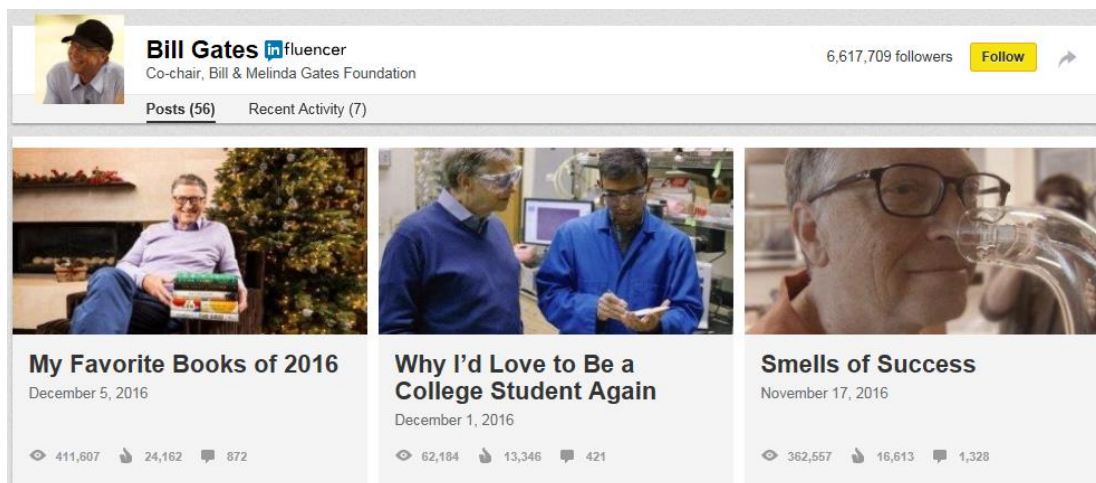 Bill Gates influencer
6,617,709 followers
Follow
Co-chair, Bill & Melinda Gates Foundation
Posts (56) Recent Activity (7)
My Favorite Books of 2016
December 5, 2016
411,607 24,162 872
Why I'd Love to Be a
College Student Again
December 1, 2016
62,184 13,346 421
Smells of Success
November 17, 2016
362,557 16,613 1,328